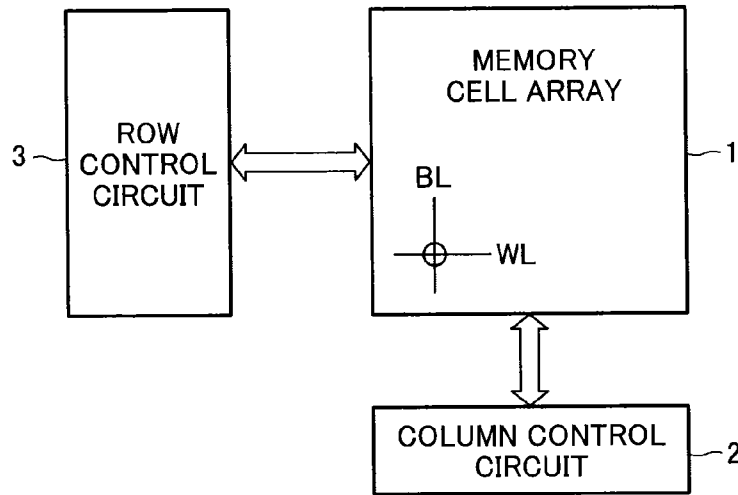 3
ROW
CONTROL
CIRCUIT
MEMORY
CELL ARRAY
1
BL
WL
COLUMN CONTROL
CIRCUIT
2